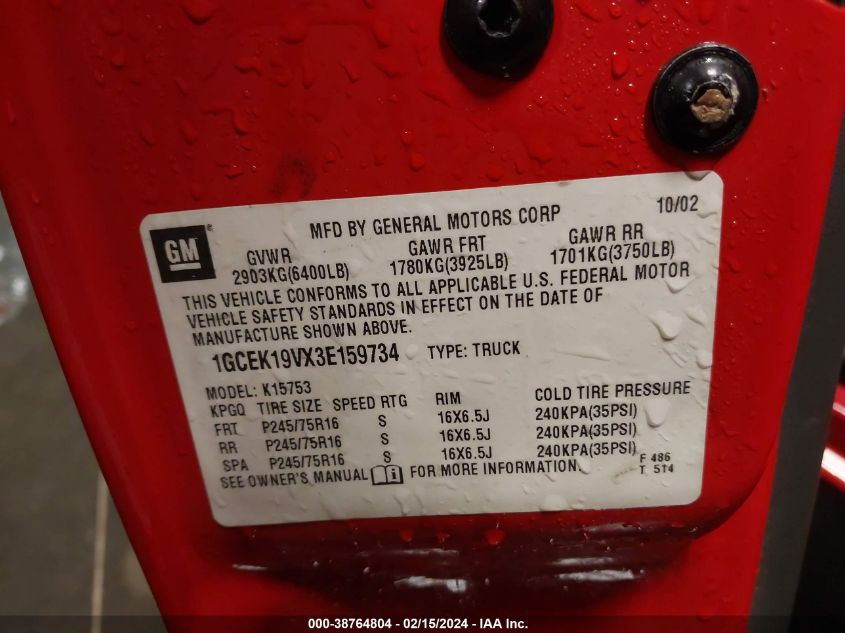 10/02
MFD BY GENERAL MOTORS CORP
GM®
GVWR GAWR FRT GAWR RR
2903KG(6400LB) 1780KG(3925LB) 1701KG(3750LB)
THIS VEHICLE CONFORMS TO ALL APPLICABLE U.S. FEDERAL MOTOR
VEHICLE SAFETY STANDARDS IN EFFECT ON THE DATE OF
MANUFACTURE SHOWN ABOVE.
1GCEK19VX3E159734 TYPE: TRUCK
MODEL: K15753
KPGQ TIRE SIZE SPEED RTG RIM COLD TIRE PRESSURE
FRT P245/75R16 S 16X6.5J 240KPA(35PSI)
RR P245/75R16 S 16X6.5J 240KPA(35PSI)
SPA P245/75R16 S 16X6.5J 240KPA(35PSI)
SEE OWNER'S MANUAL FOR MORE INFORMATION.
F 486
T 514
000-38764804 - 02/15/2024 - IAA Inc.